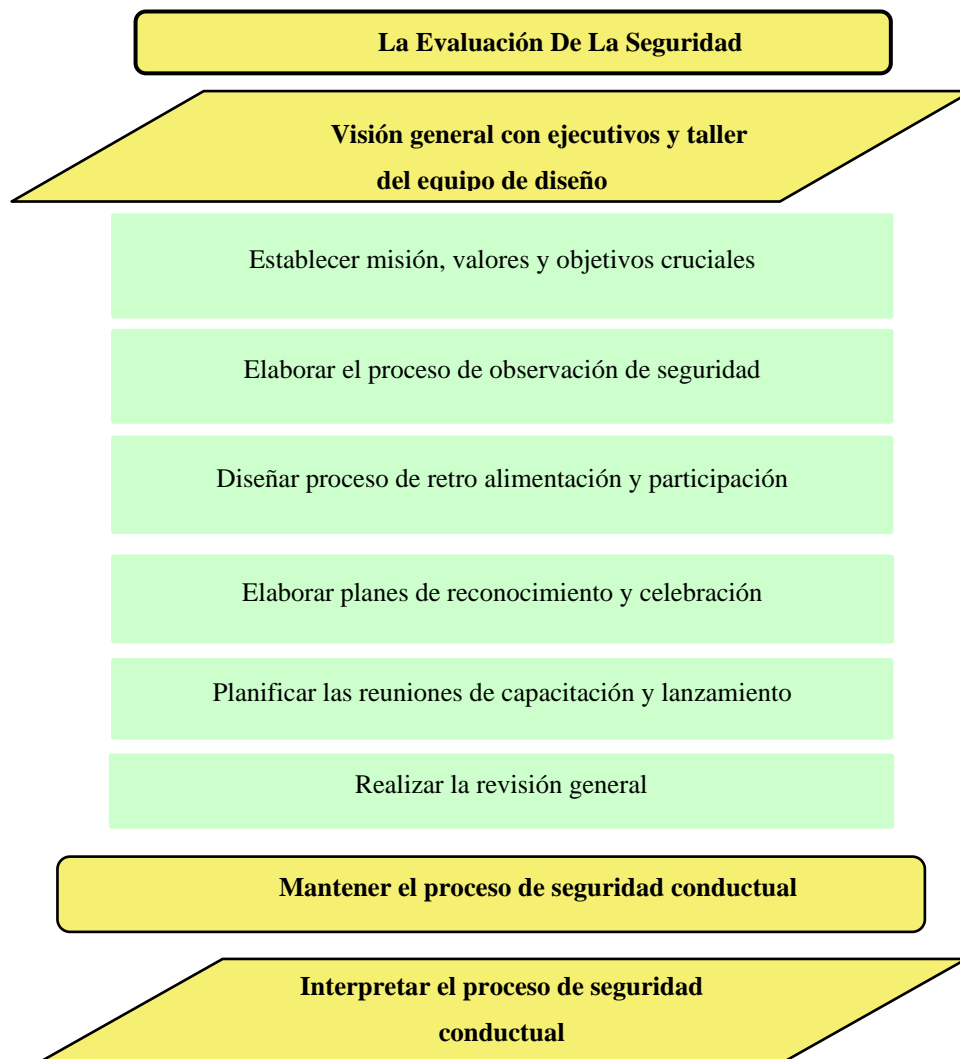 La Evaluación De La Seguridad
Visión general con ejecutivos y taller
del equipo de diseño
Establecer misión, valores y objetivos cruciales
Elaborar el proceso de observación de seguridad
Diseñar proceso de retro alimentación y participación
Elaborar planes de reconocimiento y celebración
Planificar las reuniones de capacitación y lanzamiento
Realizar la revisión general
Mantener el proceso de seguridad conductual
Interpretar el proceso de seguridad
conductual